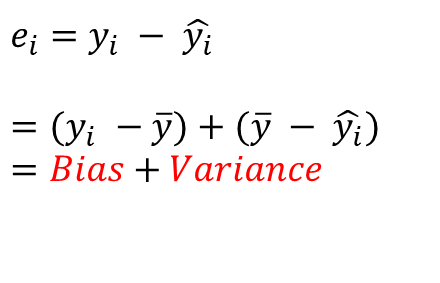 eᵢ = yᵢ − ŷᵢ
= (yᵢ − ȳ) + (ȳ − ŷᵢ)
= Bias + Variance